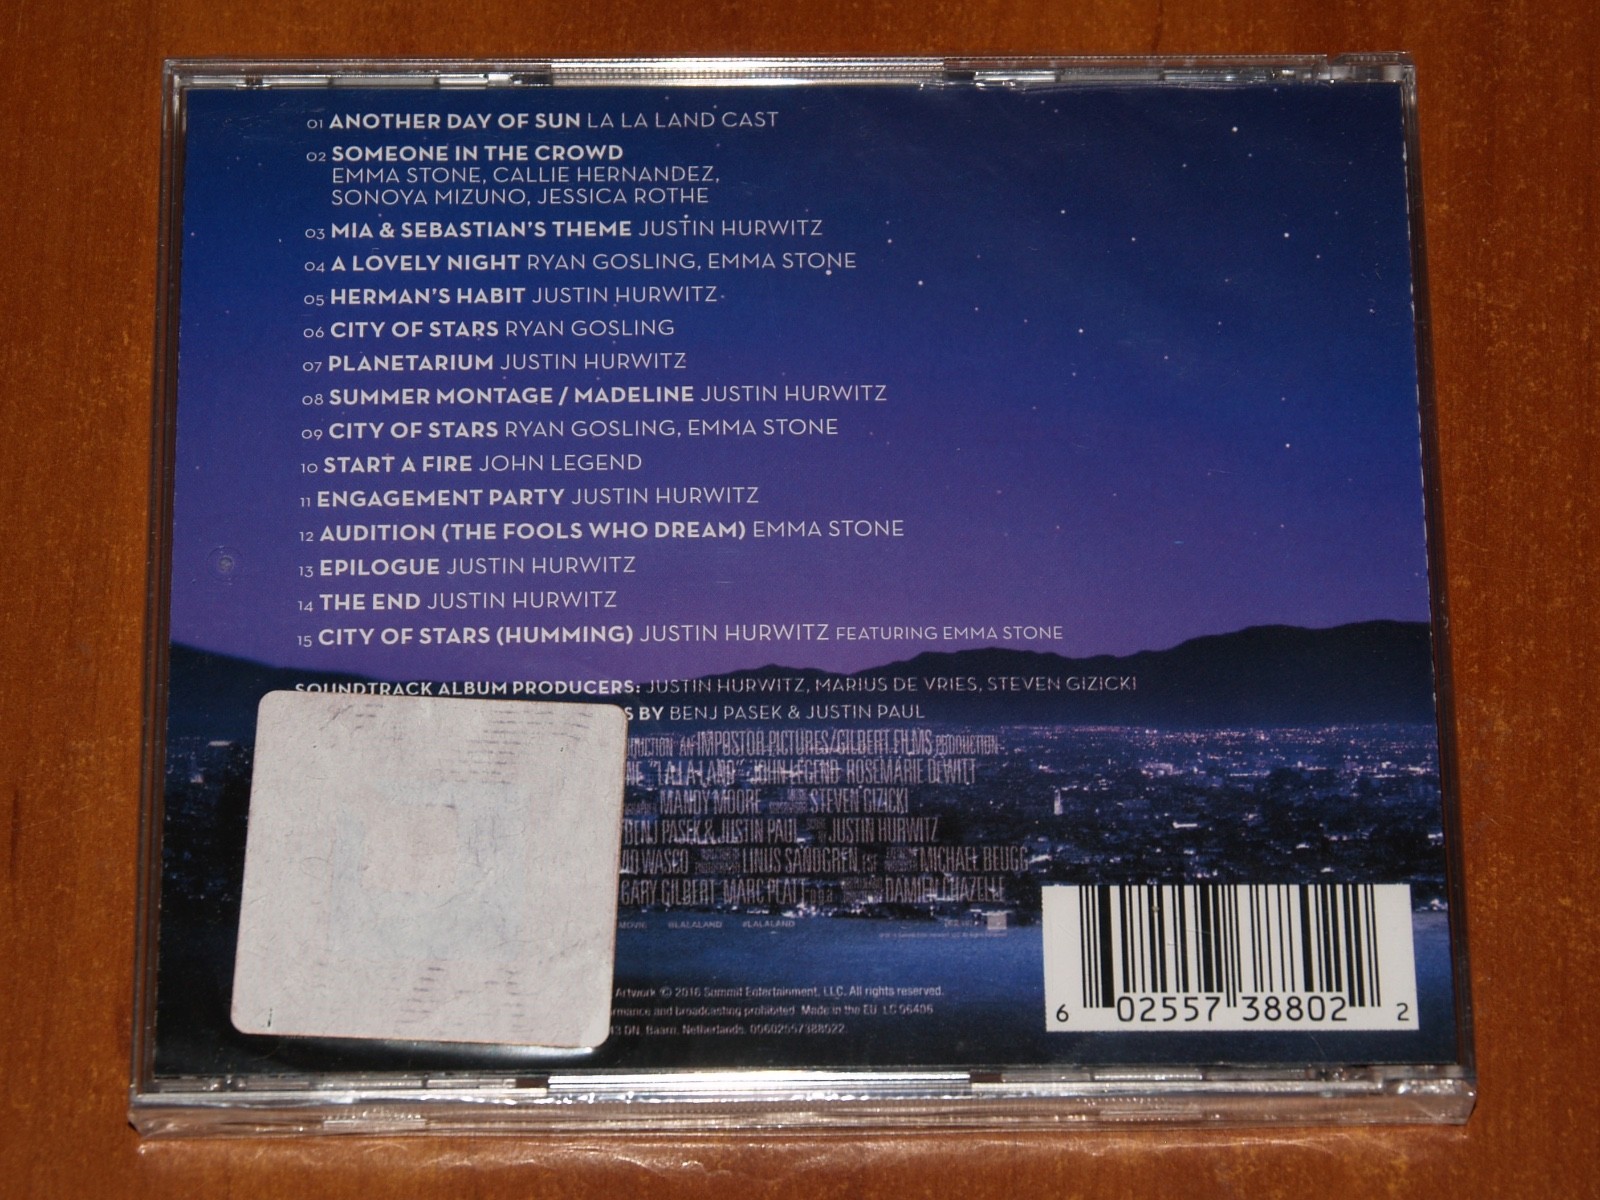 01 ANOTHER DAY OF SUN LA LA LAND CAST
02 SOMEONE IN THE CROWD
EMMA STONE, CALLIE HERNANDEZ,
SONOYA MIZUNO, JESSICA ROTHE
03 MIA & SEBASTIAN'S THEME JUSTIN HURWITZ
04 A LOVELY NIGHT RYAN GOSLING, EMMA STONE
05 HERMAN'S HABIT JUSTIN HURWITZ
06 CITY OF STARS RYAN GOSLING
07 PLANETARIUM JUSTIN HURWITZ
08 SUMMER MONTAGE / MADELINE JUSTIN HURWITZ
09 CITY OF STARS RYAN GOSLING, EMMA STONE
10 START A FIRE JOHN LEGEND
11 ENGAGEMENT PARTY JUSTIN HURWITZ
12 AUDITION (THE FOOLS WHO DREAM) EMMA STONE
13 EPILOGUE JUSTIN HURWITZ
14 THE END JUSTIN HURWITZ
15 CITY OF STARS (HUMMING) JUSTIN HURWITZ FEATURING EMMA STONE
SOUNDTRACK ALBUM PRODUCERS: JUSTIN HURWITZ, MARIUS DE VRIES, STEVEN GIZICKI
BY BENJ PASEK & JUSTIN PAUL
AN IMPOSTOR PICTURES/GILBERT FILMS PRODUCTION
"LA LA LAND" JOHN LEGEND ROSEMARIE DEWITT
MANDY MOORE STEVEN GIZICKI
BENJ PASEK & JUSTIN PAUL JUSTIN HURWITZ
WASCO LINUS SANDGREN, FSF MICHAEL BEUGG
GARY GILBERT MARC PLATT p.g.a. DAMIEN CHAZELLE
MOVIE #LALALAND #LALALAND
Artwork © 2016 Summit Entertainment, LLC. All rights reserved.
and broadcasting prohibited. Made in the EU. LC 56406
DN, Baarn, Netherlands. 00602557388022
6 02557 38802 2